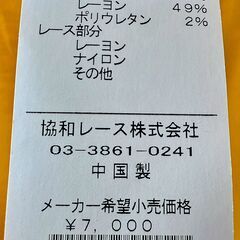 レーヨン 49%
ポリウレタン 2%
レース部分
レーヨン
ナイロン
その他
協和レース株式会社
03-3861-0241
中国製
メーカー希望小売価格
¥7,000